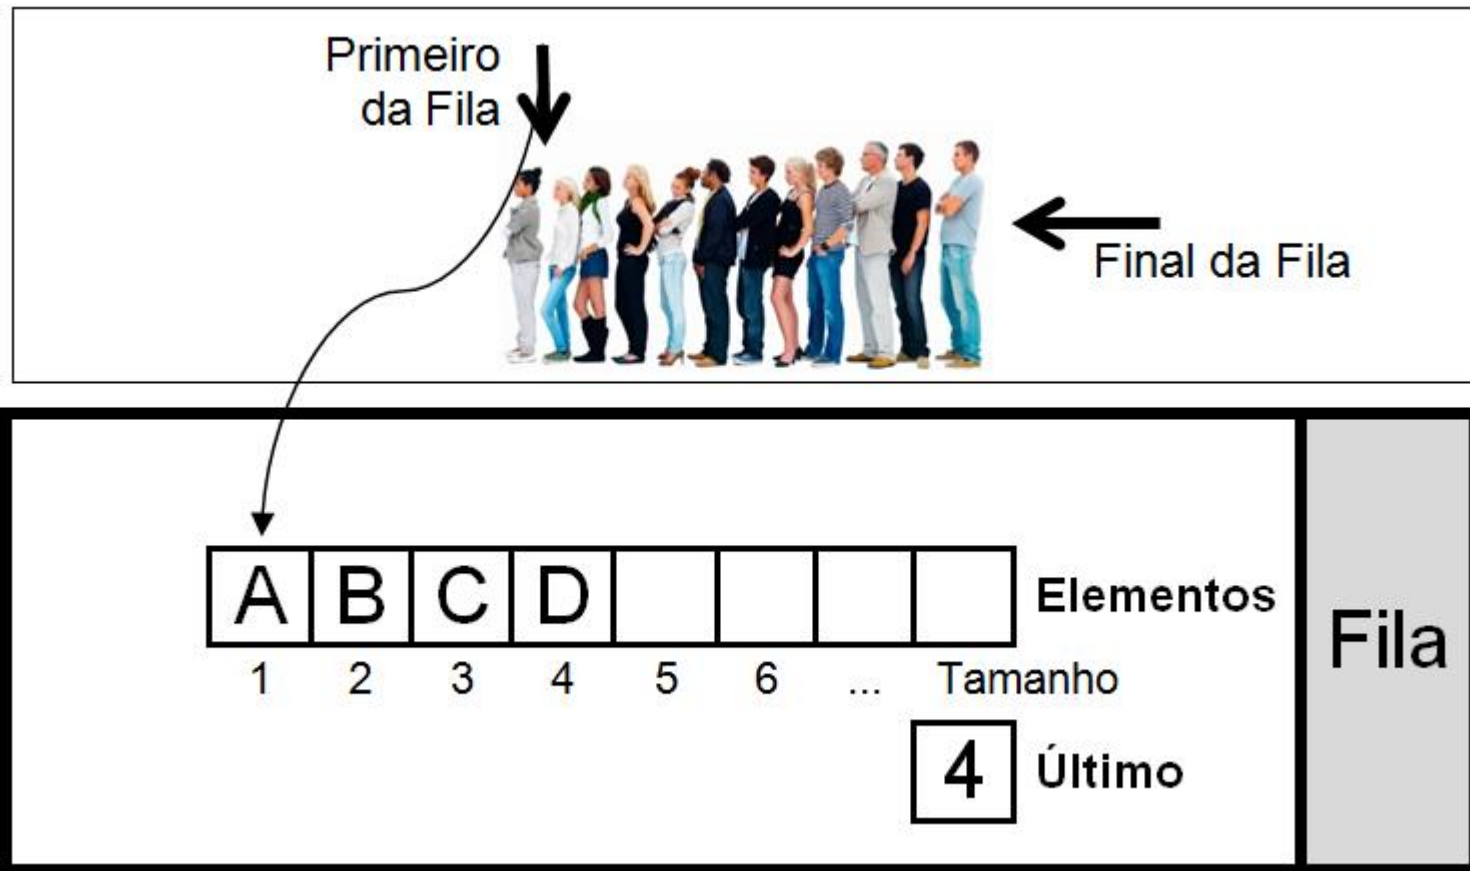 Primeiro
da Fila
Final da Fila
A B C D
Elementos
1 2 3 4 5 6 ... Tamanho
4 Último
Fila